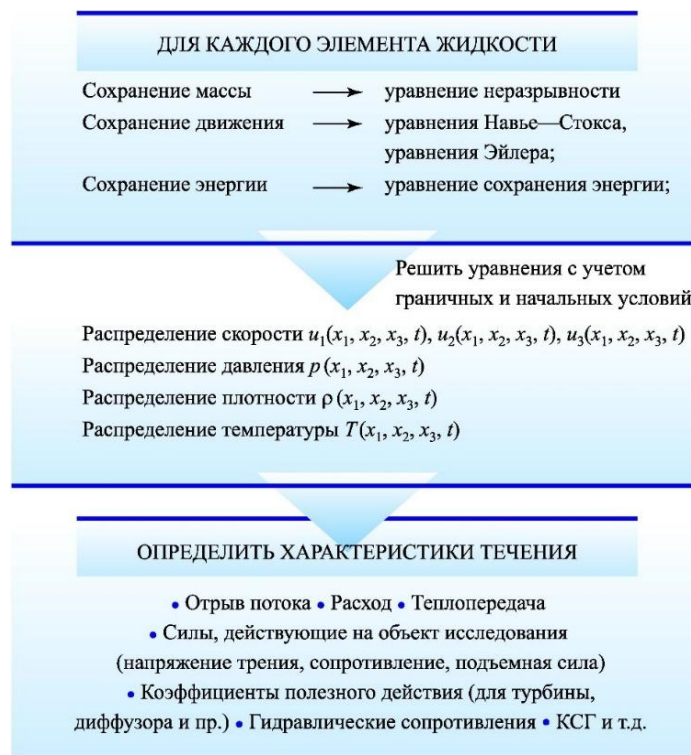 ДЛЯ КАЖДОГО ЭЛЕМЕНТА ЖИДКОСТИ
Сохранение массы → уравнение неразрывности
Сохранение движения → уравнения Навье—Стокса,
уравнения Эйлера;
Сохранение энергии → уравнение сохранения энергии;
Решить уравнения с учетом
граничных и начальных условий
Распределение скорости u₁(x₁, x₂, x₃, t), u₂(x₁, x₂, x₃, t), u₃(x₁, x₂, x₃, t)
Распределение давления p(x₁, x₂, x₃, t)
Распределение плотности ρ(x₁, x₂, x₃, t)
Распределение температуры T(x₁, x₂, x₃, t)
ОПРЕДЕЛИТЬ ХАРАКТЕРИСТИКИ ТЕЧЕНИЯ
• Отрыв потока • Расход • Теплопередача
• Силы, действующие на объект исследования
(напряжение трения, сопротивление, подъемная сила)
• Коэффициенты полезного действия (для турбины,
диффузора и пр.) • Гидравлические сопротивления • КСГ и т.д.